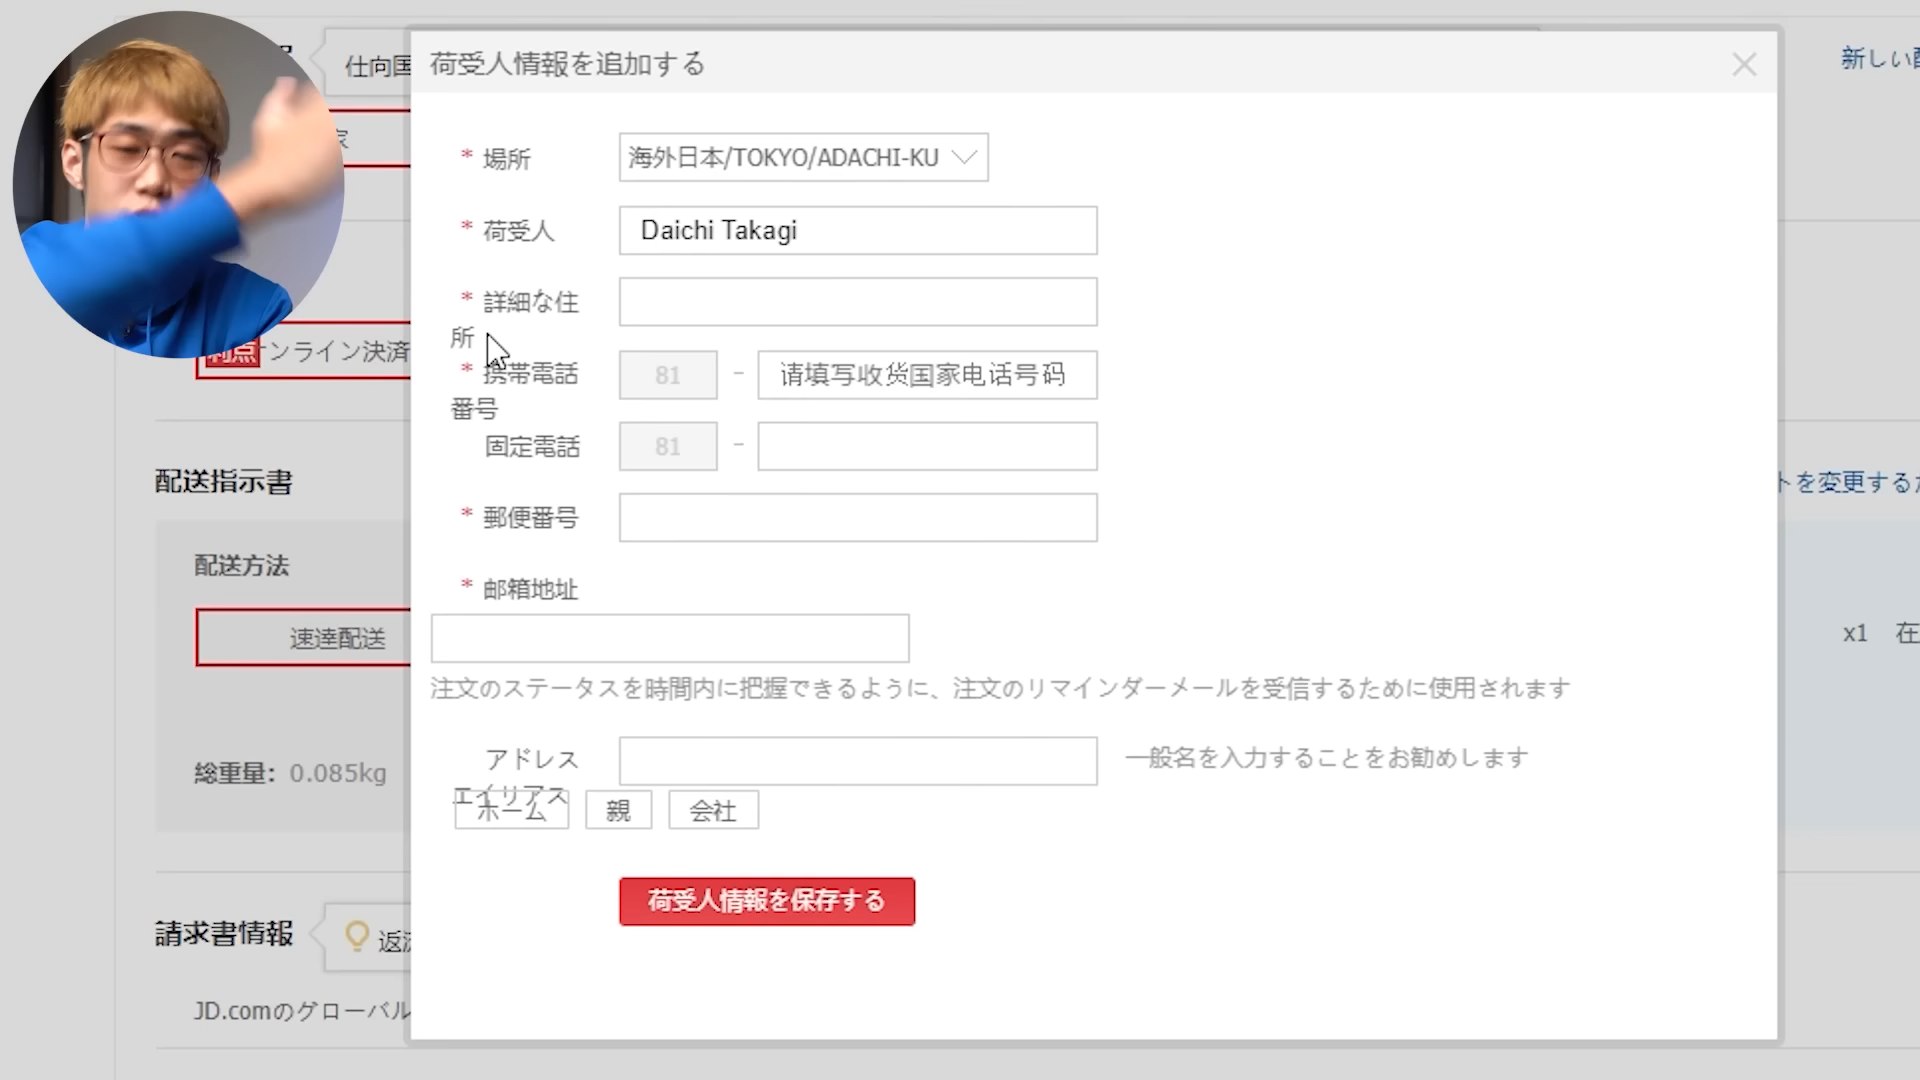 仕向国
荷受人情報を追加する
新しい
家
* 場所
海外日本/TOKYO/ADACHI-KU
* 荷受人
Daichi Takagi
* 詳細な住所
利点
オンライン決済
* 携帯電話番号
81
-
请填写收货国家电话号码
固定電話
81
-
配送指示書
トを変更する
* 郵便番号
配送方法
* 邮箱地址
速達配送
x1 在
注文のステータスを時間内に把握できるように、注文のリマインダーメールを受信するために使用されます
総重量: 0.085kg
アドレスエイリアス
一般名を入力することをお勧めします
ホーム
親
会社
荷受人情報を保存する
請求書情報
返
JD.comのグローバル